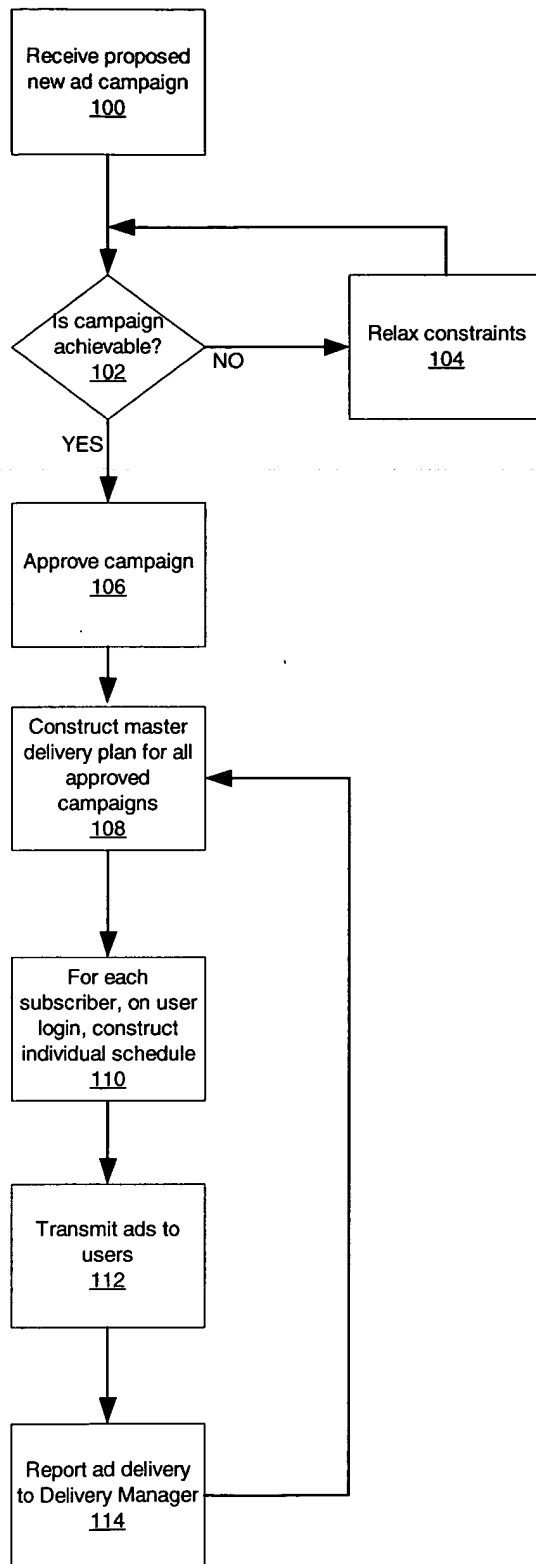 Receive proposed
new ad campaign
100
Is campaign
achievable?
102
NO
Relax constraints
104
YES
Approve campaign
106
Construct master
delivery plan for all
approved
campaigns
108
For each
subscriber, on user
login, construct
individual schedule
110
Transmit ads to
users
112
Report ad delivery
to Delivery Manager
114